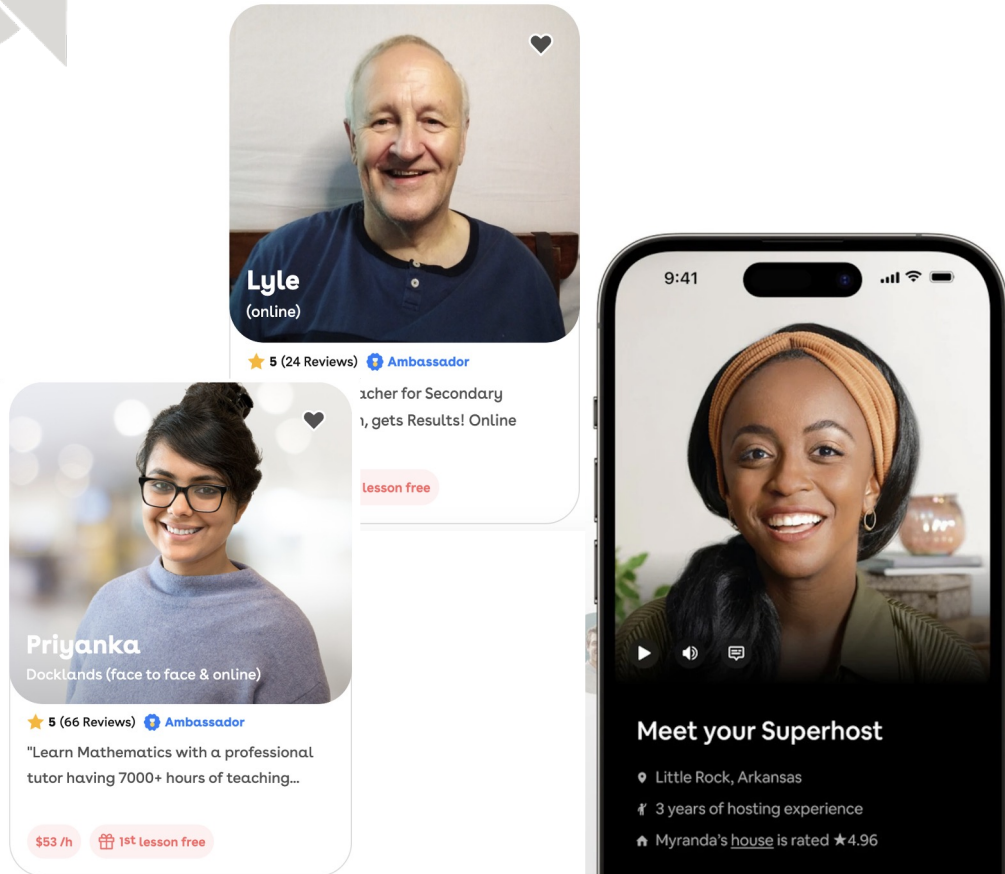 Lyle
(online)
5 (24 Reviews) Ambassador
acher for Secondary
, gets Results! Online
lesson free
Priyanka
Docklands (face to face & online)
5 (66 Reviews) Ambassador
"Learn Mathematics with a professional
tutor having 7000+ hours of teaching...
$53 /h 1st lesson free
9:41
Meet your Superhost
Little Rock, Arkansas
3 years of hosting experience
Myranda's house is rated ★4.96